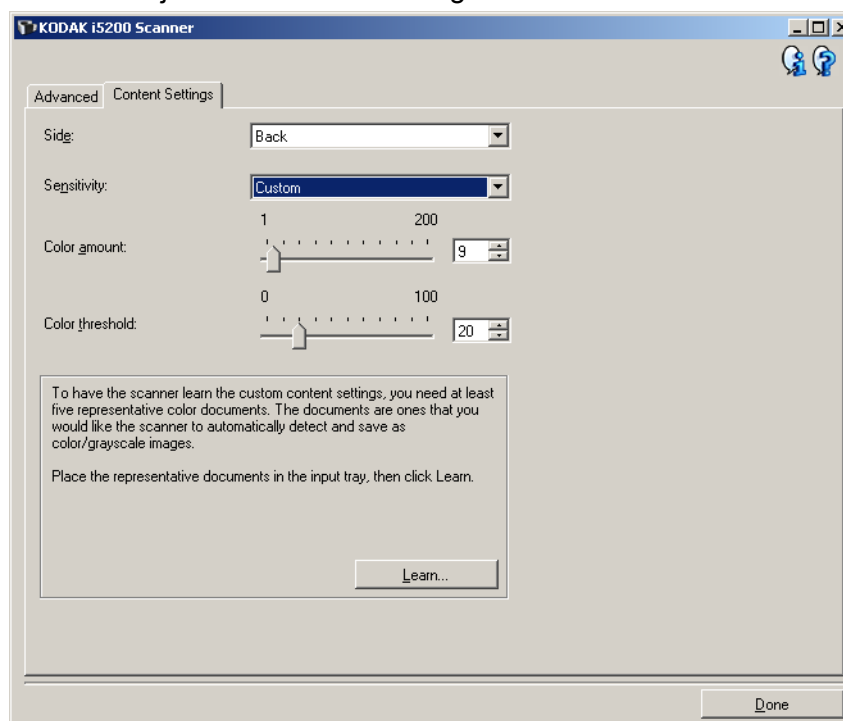 KODAK i5200 Scanner
Advanced Content Settings
Side: Back
Sensitivity: Custom
1 200
Color amount: 9
0 100
Color threshold: 20
To have the scanner learn the custom content settings, you need at least
five representative color documents. The documents are ones that you
would like the scanner to automatically detect and save as
color/grayscale images.
Place the representative documents in the input tray, then click Learn.
Learn...
Done